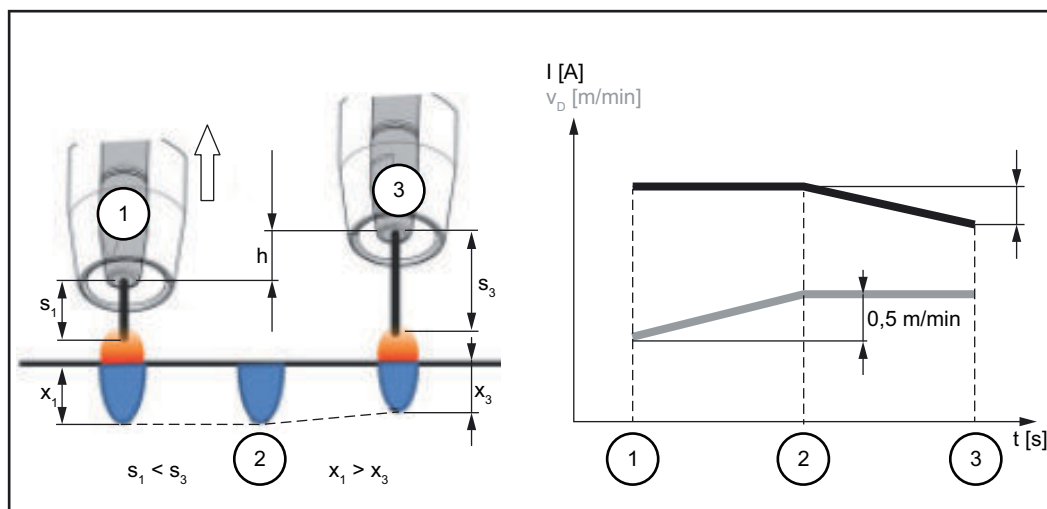 1
3
h
s1
s3
x1
x3
2
s1 < s3
x1 > x3
I [A]
vD [m/min]
0,5 m/min
t [s]
1
2
3